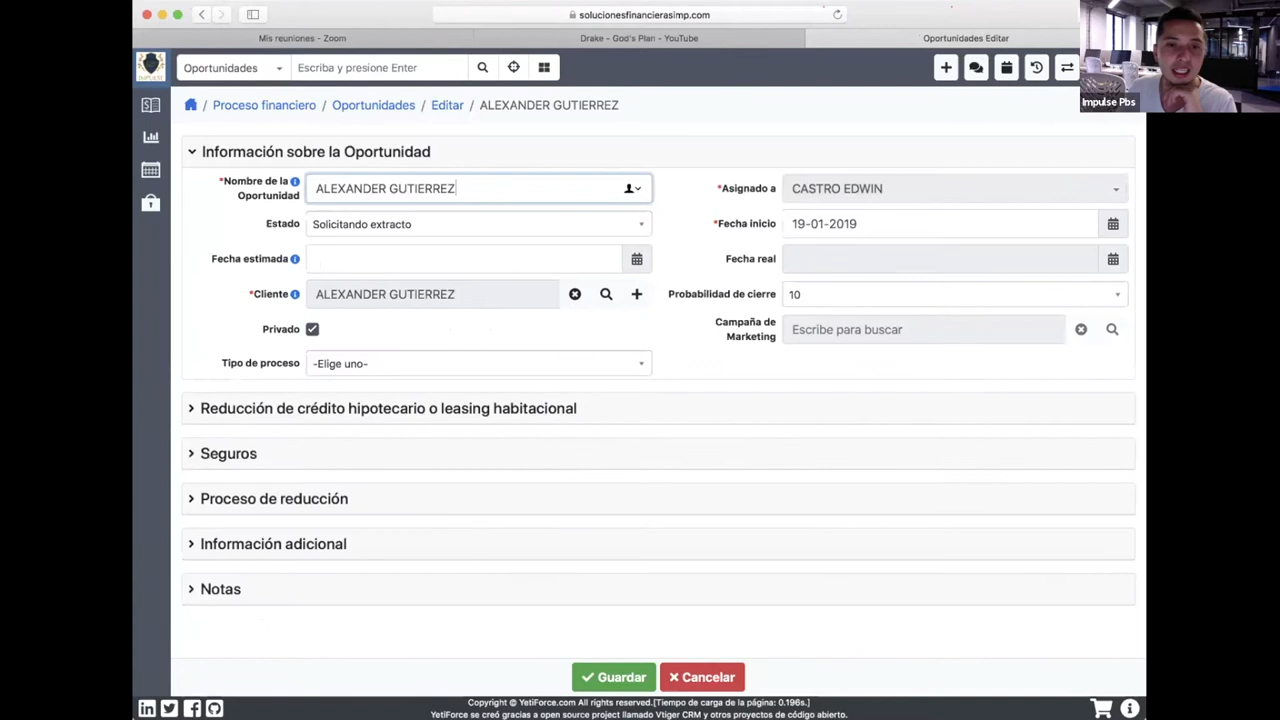 solucionesfinancierasimp.com
Mis reuniones - Zoom
Drake - God's Plan - YouTube
Oportunidades Editar
Oportunidades
Escriba y presione Enter
Impulse Pbs
IMPULSE
/ Proceso financiero / Oportunidades / Editar / ALEXANDER GUTIERREZ
Información sobre la Oportunidad
*Nombre de la Oportunidad
ALEXANDER GUTIERREZ
*Asignado a
CASTRO EDWIN
Estado
Solicitando extracto
*Fecha inicio
19-01-2019
Fecha estimada
Fecha real
*Cliente
ALEXANDER GUTIERREZ
Probabilidad de cierre
10
Privado
Campaña de Marketing
Escribe para buscar
Tipo de proceso
-Elige uno-
Reducción de crédito hipotecario o leasing habitacional
Seguros
Proceso de reducción
Información adicional
Notas
Guardar
Cancelar
Copyright © YetiForce.com All rights reserved.[Tiempo de carga de la página: 0.196s.]
YetiForce se creó gracias a open source project llamado Vtiger CRM y otros proyectos de código abierto.